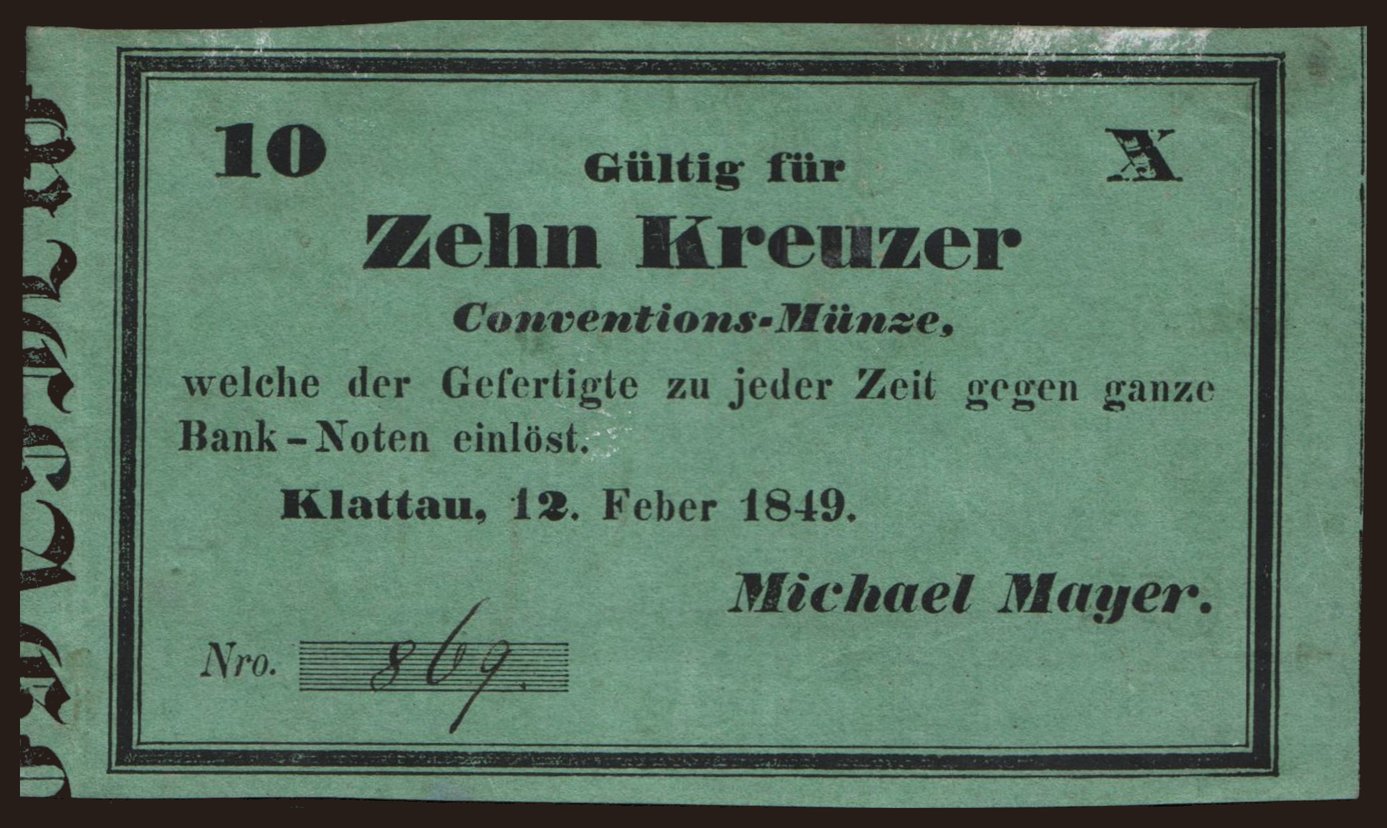 10 X
Gültig für
Zehn Kreuzer
Conventions-Münze,
welche der Gefertigte zu jeder Zeit gegen ganze
Bank-Noten einlöst.
Klattau, 12. Feber 1849.
Michael Mayer.
Nro. 869.